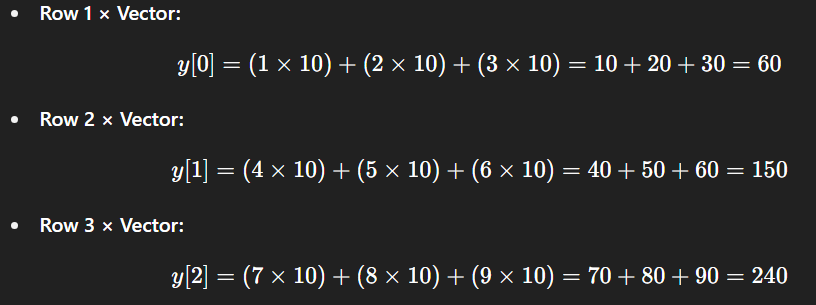 • Row 1 × Vector:
y[0] = (1 × 10) + (2 × 10) + (3 × 10) = 10 + 20 + 30 = 60
• Row 2 × Vector:
y[1] = (4 × 10) + (5 × 10) + (6 × 10) = 40 + 50 + 60 = 150
• Row 3 × Vector:
y[2] = (7 × 10) + (8 × 10) + (9 × 10) = 70 + 80 + 90 = 240